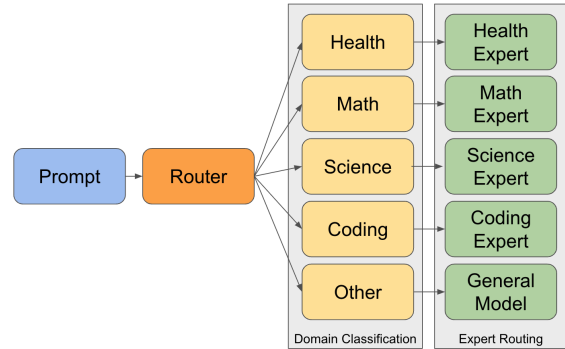 Prompt
Router
Health
Math
Science
Coding
Other
Domain Classification
Health
Expert
Math
Expert
Science
Expert
Coding
Expert
General
Model
Expert Routing